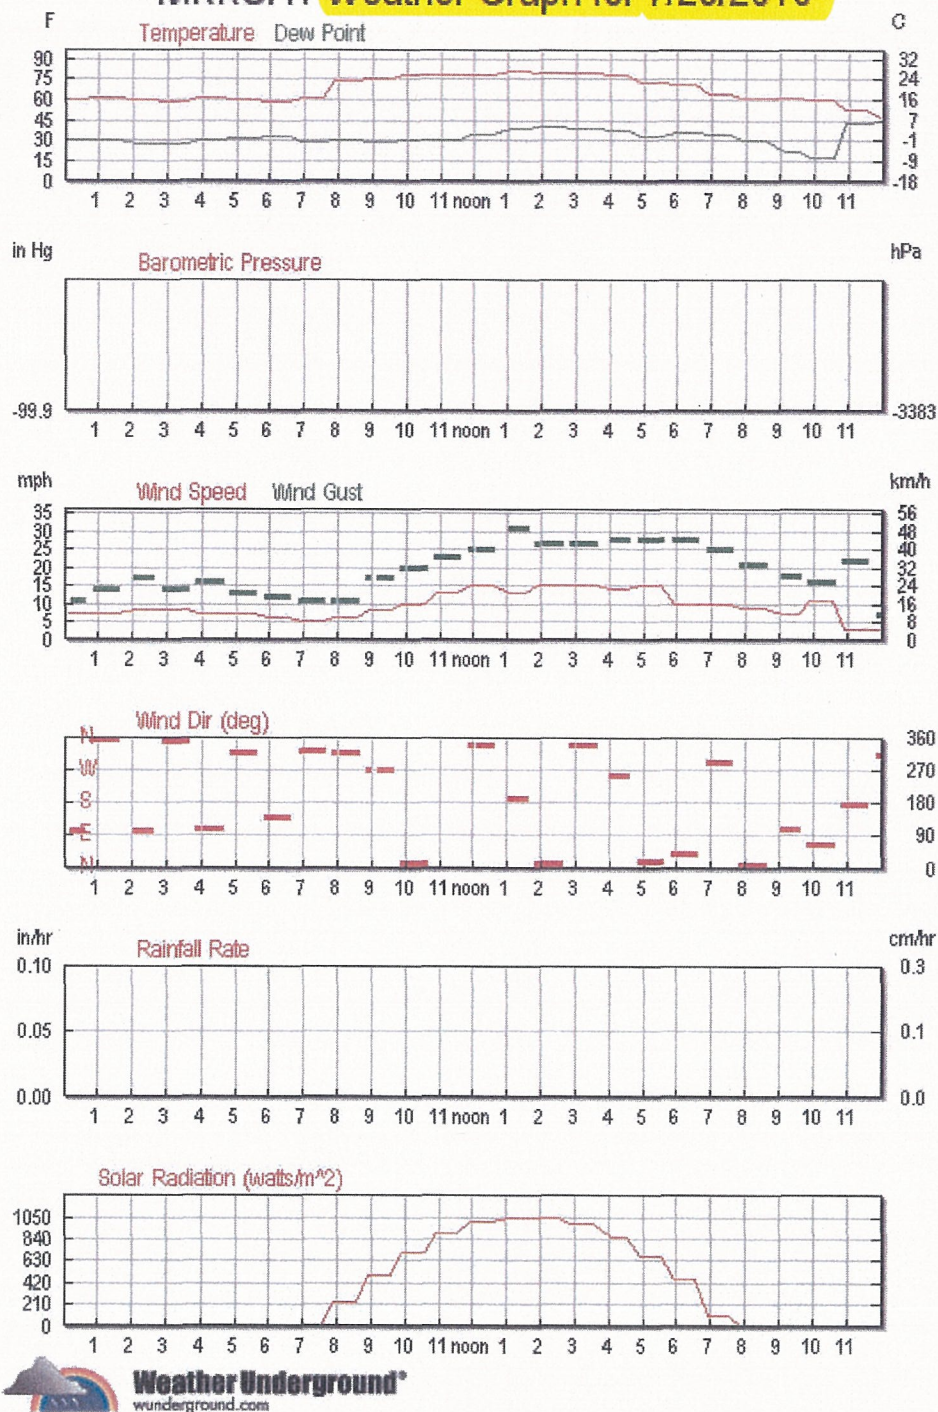 Weather Graph for
F C
Temperature Dew Point
90 32
75 24
60 16
45 7
30 -1
15 -9
0 -18
1 2 3 4 5 6 7 8 9 10 11 noon 1 2 3 4 5 6 7 8 9 10 11
in Hg hPa
Barometric Pressure
-99.9 -3383
1 2 3 4 5 6 7 8 9 10 11 noon 1 2 3 4 5 6 7 8 9 10 11
mph km/h
Wind Speed Wind Gust
35 56
30 48
25 40
20 32
15 24
10 16
5 8
0 0
1 2 3 4 5 6 7 8 9 10 11 noon 1 2 3 4 5 6 7 8 9 10 11
Wind Dir (deg)
N 360
W 270
S 180
E 90
N 0
1 2 3 4 5 6 7 8 9 10 11 noon 1 2 3 4 5 6 7 8 9 10 11
in/hr cm/hr
Rainfall Rate
0.10 0.3
0.05 0.1
0.00 0.0
1 2 3 4 5 6 7 8 9 10 11 noon 1 2 3 4 5 6 7 8 9 10 11
Solar Radiation (watts/m^2)
1050
840
630
420
210
0
1 2 3 4 5 6 7 8 9 10 11 noon 1 2 3 4 5 6 7 8 9 10 11
Weather Underground®
wunderground.com